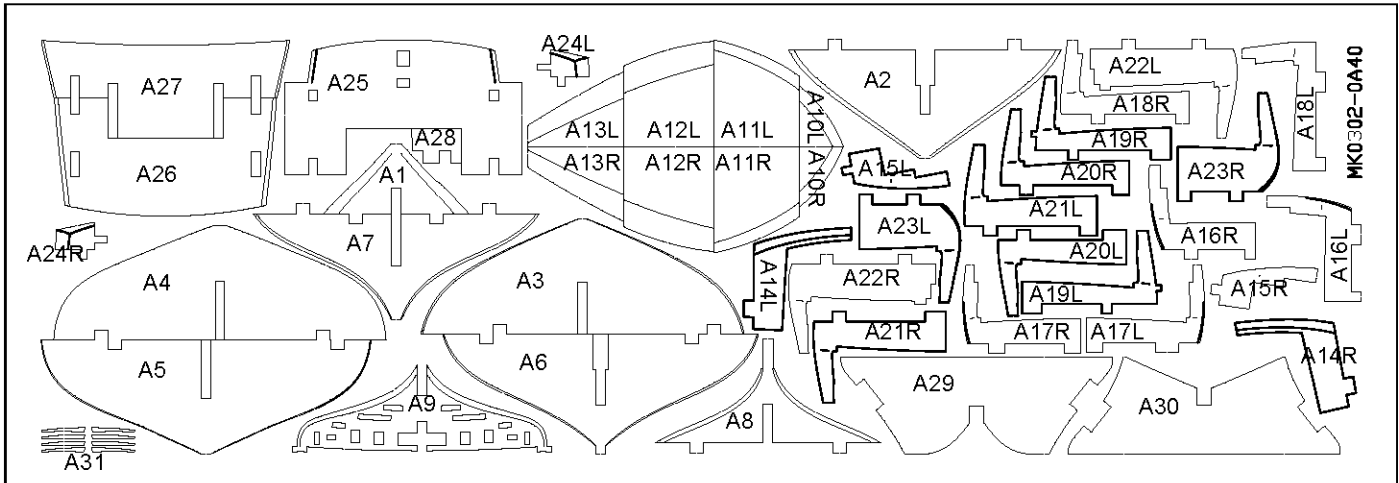 A24L
A27
A25
A2
A22L
A18R
A18L
MK0302-0A40
A13L
A12L
A11L
A10L
A28
A19R
A13R
A12R
A11R
A10R
A15L
A20R
A23R
A26
A1
A21L
A16R
A16L
A24R
A7
A23L
A20L
A4
A3
A14L
A22R
A19L
A15R
A21R
A17R
A17L
A14R
A5
A6
A29
A30
A9
A8
A31